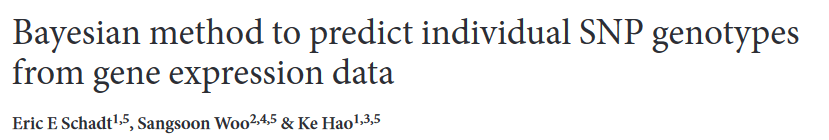 Bayesian method to predict individual SNP genotypes
from gene expression data
Eric E Schadt1,5, Sangsoon Woo2,4,5 & Ke Hao1,3,5